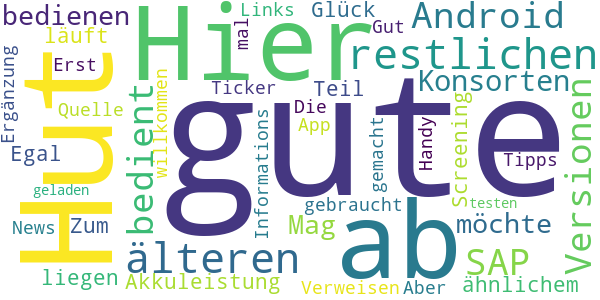 bedienen
Hier
Links
Glück
Android
läuft
mal
Gut
restlichen
Erst
Ergänzung
Hut
willkommen
Ticker
Teil
Konsorten
Quelle
bedient
gute
Die
App
Informations
gemacht
Handy
Screening
Tipps
Versionen
Egal
geladen
gebraucht
ab
testen
News
Zum
älteren
Mag
möchte
SAP
liegen
Akkuleistung
Verweisen
Aber
ähnlichem